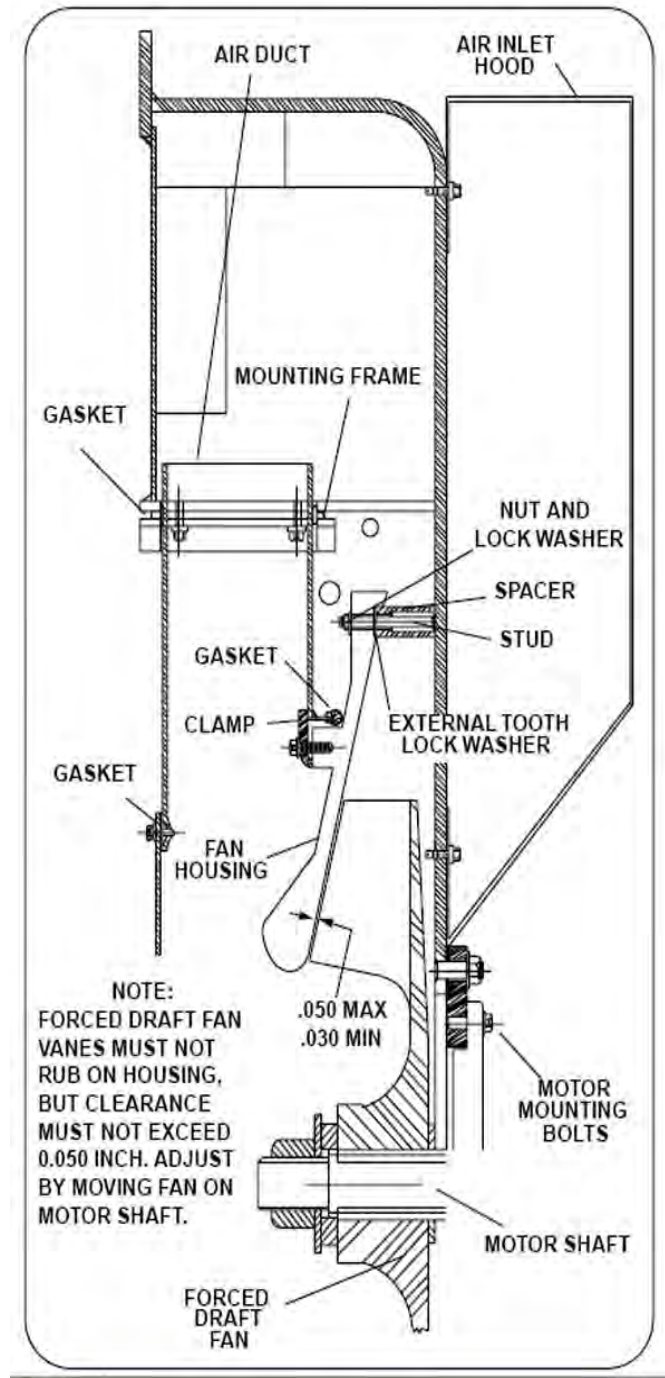 AIR DUCT
AIR INLET
HOOD
MOUNTING FRAME
GASKET
NUT AND
LOCK WASHER
SPACER
STUD
GASKET
CLAMP
EXTERNAL TOOTH
LOCK WASHER
GASKET
FAN
HOUSING
.050 MAX
.030 MIN
NOTE:
FORCED DRAFT FAN
VANES MUST NOT
RUB ON HOUSING,
BUT CLEARANCE
MUST NOT EXCEED
0.050 INCH. ADJUST
BY MOVING FAN ON
MOTOR SHAFT.
MOTOR
MOUNTING
BOLTS
MOTOR SHAFT
FORCED
DRAFT
FAN